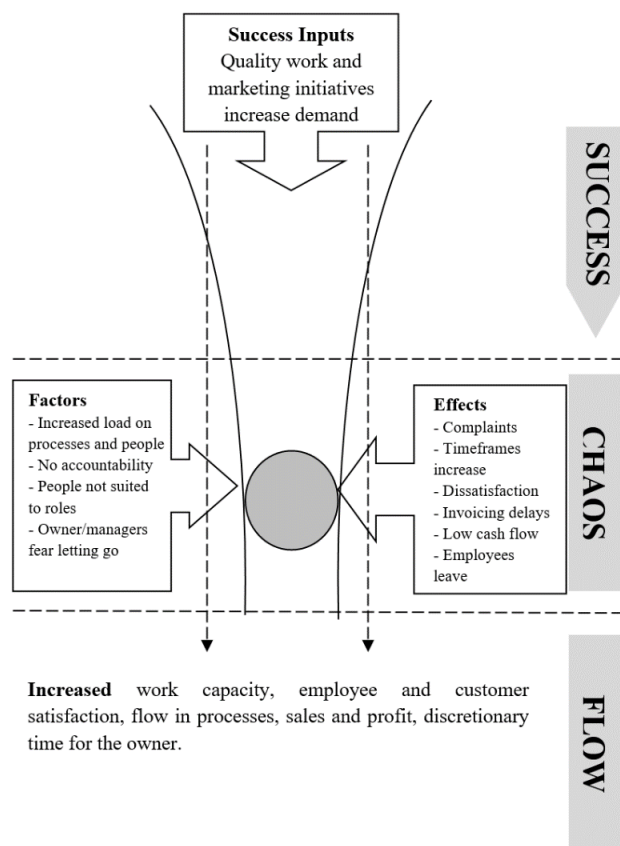 Success Inputs
Quality work and
marketing initiatives
increase demand
SUCCESS
Factors
- Increased load on
processes and people
- No accountability
- People not suited
to roles
- Owner/managers
fear letting go
Effects
- Complaints
- Timeframes
increase
- Dissatisfaction
- Invoicing delays
- Low cash flow
- Employees
leave
CHAOS
Increased work capacity, employee and customer
satisfaction, flow in processes, sales and profit, discretionary
time for the owner.
FLOW